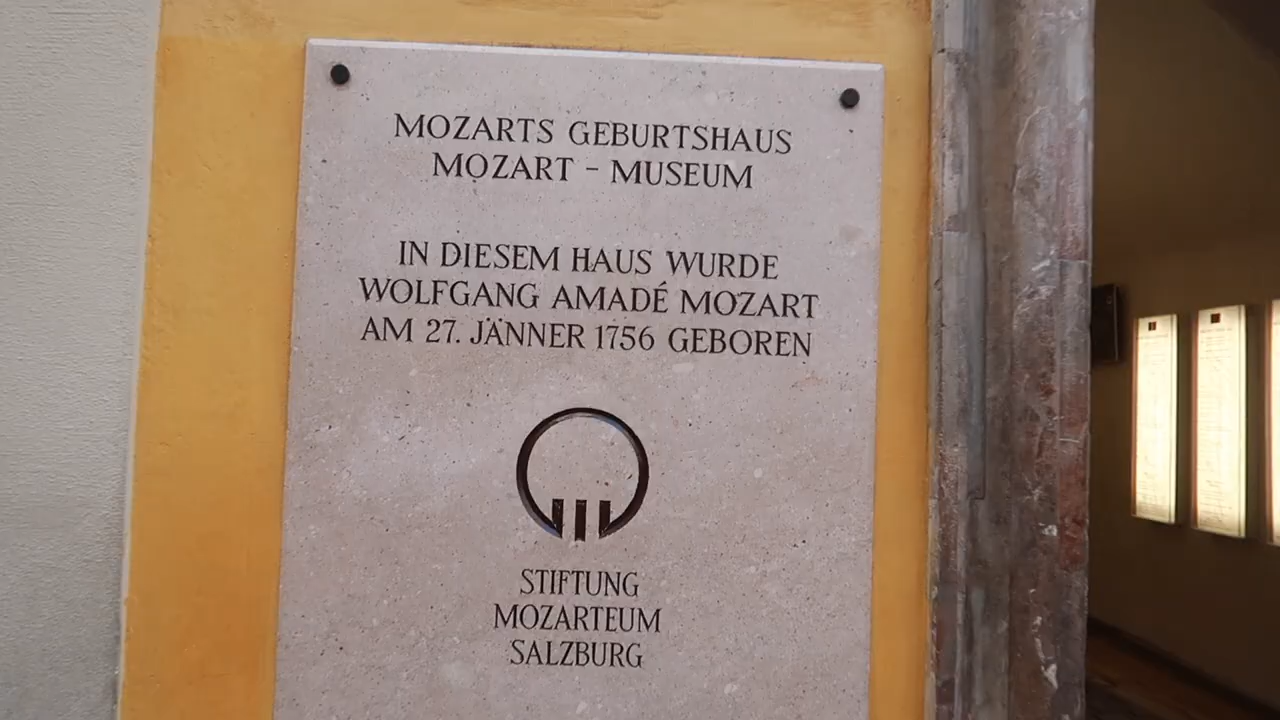 MOZARTS GEBURTSHAUS
MOZART - MUSEUM
IN DIESEM HAUS WURDE
WOLFGANG AMADÉ MOZART
AM 27. JÄNNER 1756 GEBOREN
STIFTUNG
MOZARTEUM
SALZBURG